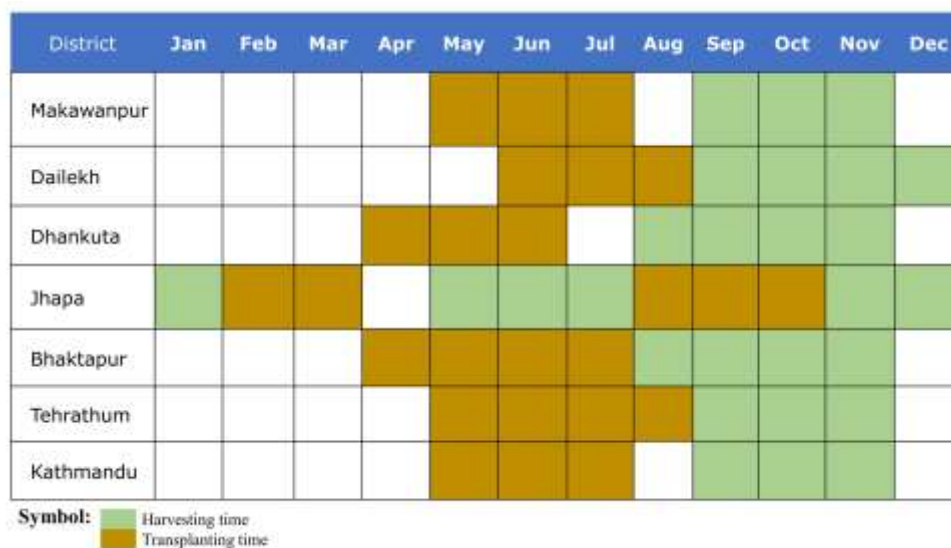 District Jan Feb Mar Apr May Jun Jul Aug Sep Oct Nov Dec
Makawanpur
Dailekh
Dhankuta
Jhapa
Bhaktapur
Tehrathum
Kathmandu
Symbol: Harvesting time
Transplanting time